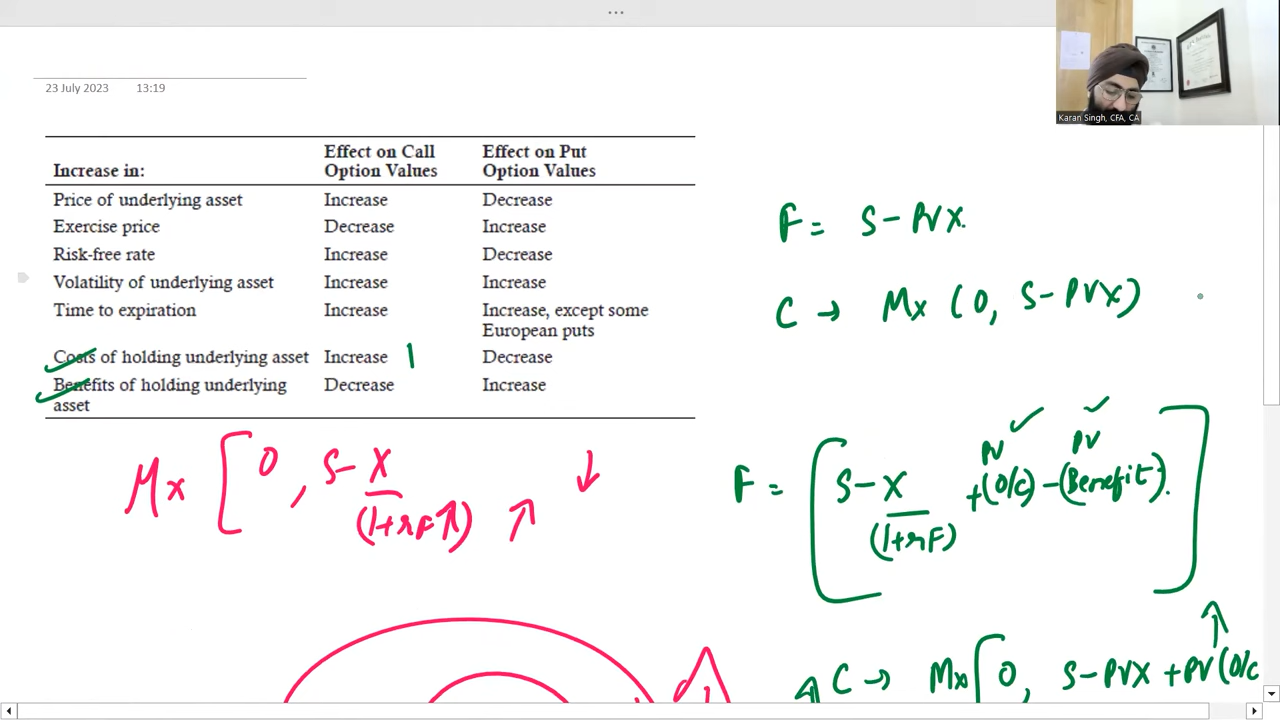 23 July 2023 13:19
Karan Singh, CFA, CA
Increase in: Effect on Call Option Values Effect on Put Option Values
Price of underlying asset Increase Decrease
Exercise price Decrease Increase
Risk-free rate Increase Decrease
Volatility of underlying asset Increase Increase
Time to expiration Increase Increase, except some European puts
Costs of holding underlying asset Increase Decrease
Benefits of holding underlying asset Decrease Increase
F = S - PVX.
C → Mx (0, S - PVX)
Mx [0, S - X/(1+rF↑) ↑ ↓
F = [S - X/(1+rF) + PV (O/C) - PV (Benefit).]
↑ C → Mx [0, S - PVX + PV (O/C ↑